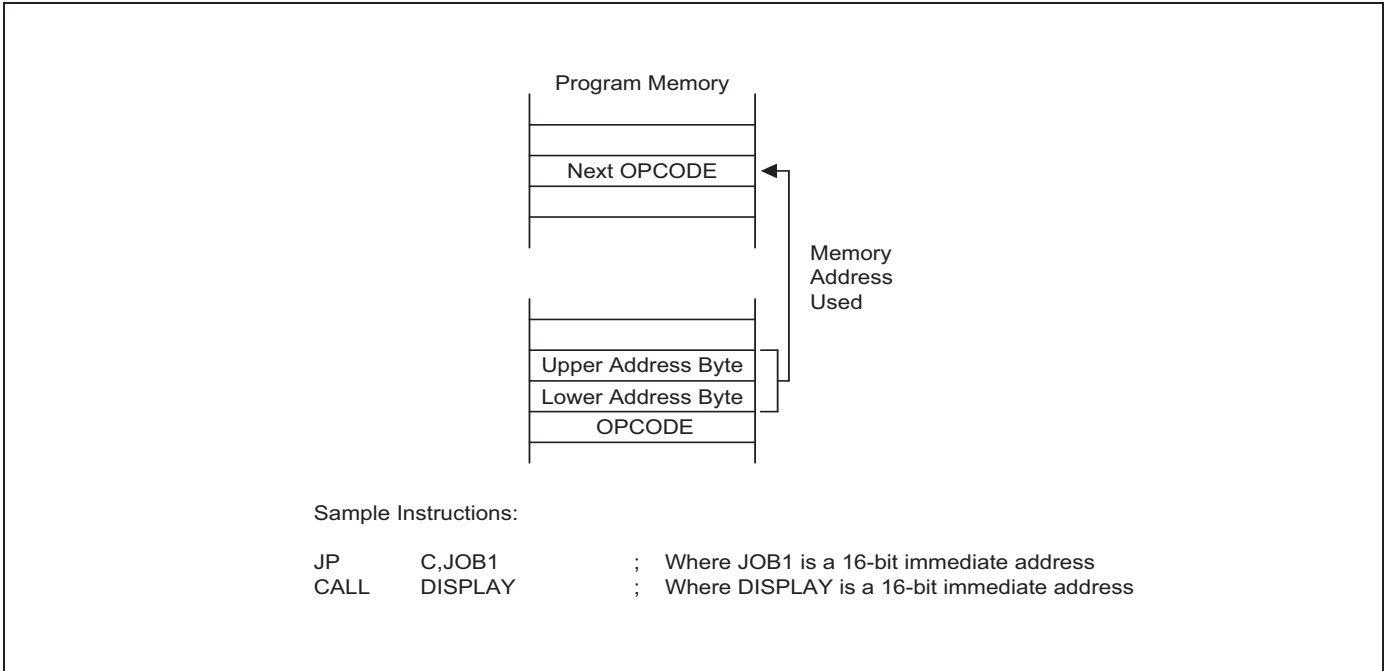 Program Memory
Next OPCODE
Memory
Address
Used
Upper Address Byte
Lower Address Byte
OPCODE
Sample Instructions:
JP C,JOB1 ; Where JOB1 is a 16-bit immediate address
CALL DISPLAY ; Where DISPLAY is a 16-bit immediate address